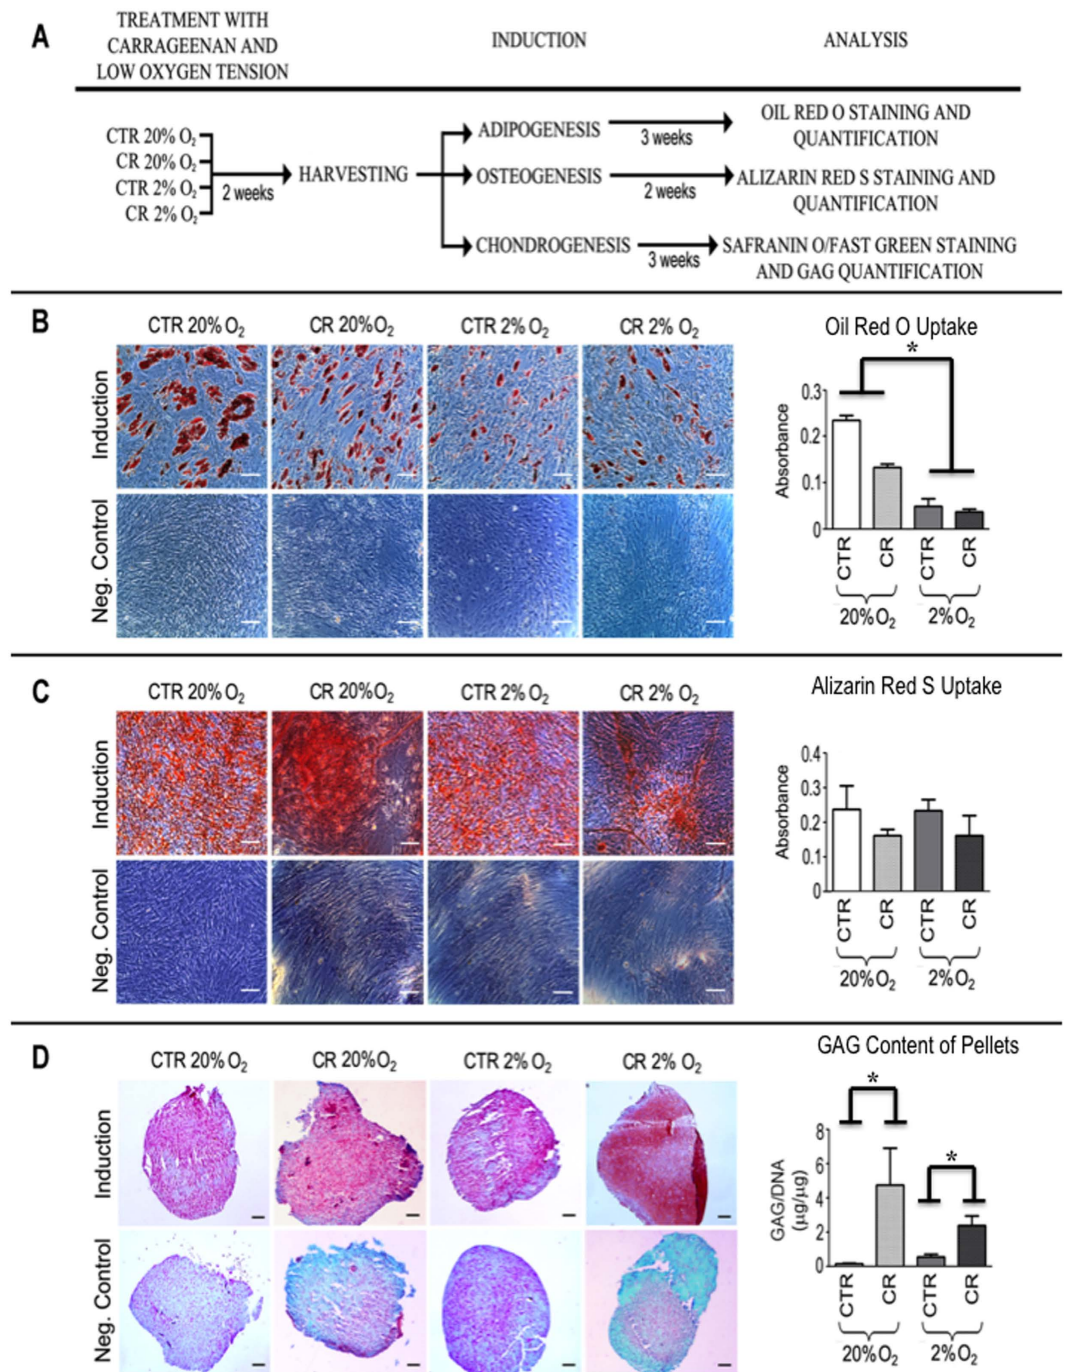 A
TREATMENT WITH
CARRAGEENAN AND
LOW OXYGEN TENSION
INDUCTION
ANALYSIS
CTR 20% O2
CR 20% O2
CTR 2% O2
CR 2% O2
2 weeks
HARVESTING
ADIPOGENESIS
3 weeks
OIL RED O STAINING AND
QUANTIFICATION
OSTEOGENESIS
2 weeks
ALIZARIN RED S STAINING AND
QUANTIFICATION
CHONDROGENESIS
3 weeks
SAFRANIN O/FAST GREEN STAINING
AND GAG QUANTIFICATION
B
CTR 20% O2
CR 20%O2
CTR 2% O2
CR 2% O2
Induction
Neg. Control
Oil Red O Uptake
*
Absorbance
0.3
0.2
0.1
0
CTR
CR
CTR
CR
20%O2
2%O2
C
CTR 20% O2
CR 20%O2
CTR 2% O2
CR 2% O2
Induction
Neg. Control
Alizarin Red S Uptake
Absorbance
0.4
0.3
0.2
0.1
0
CTR
CR
CTR
CR
20%O2
2%O2
D
CTR 20% O2
CR 20%O2
CTR 2% O2
CR 2% O2
Induction
Neg. Control
GAG Content of Pellets
*
*
GAG/DNA
(µg/µg)
8
6
4
2
0
CTR
CR
CTR
CR
20%O2
2%O2